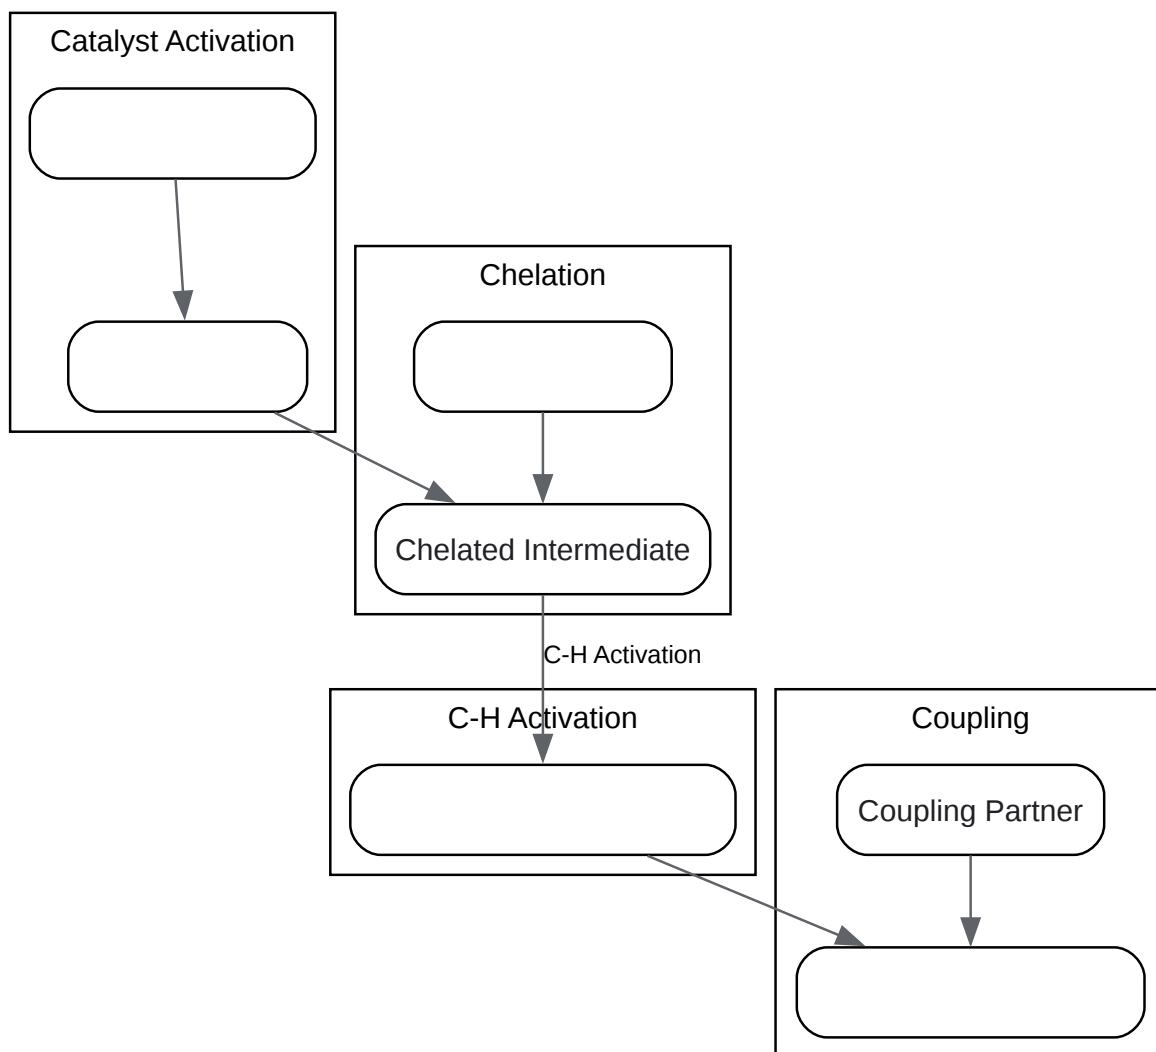 Catalyst Activation
Chelation
Chelated Intermediate
C-H Activation
C-H Activation
Coupling
Coupling Partner